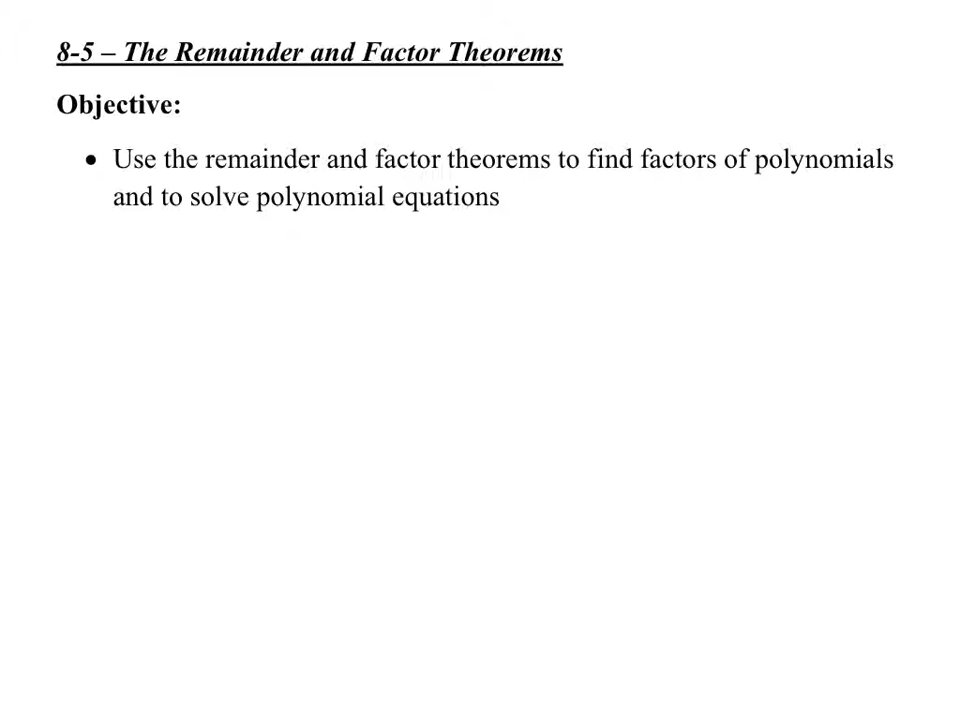 8-5 – The Remainder and Factor Theorems
Objective:
• Use the remainder and factor theorems to find factors of polynomials
and to solve polynomial equations